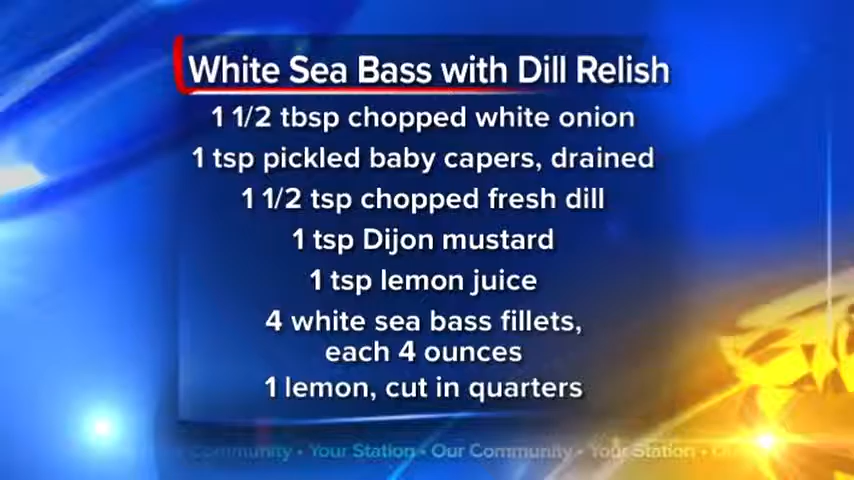 White Sea Bass with Dill Relish
1 1/2 tbsp chopped white onion
1 tsp pickled baby capers, drained
1 1/2 tsp chopped fresh dill
1 tsp Dijon mustard
1 tsp lemon juice
4 white sea bass fillets,
each 4 ounces
1 lemon, cut in quarters
Community • Your Station • Our Community • Your Station •